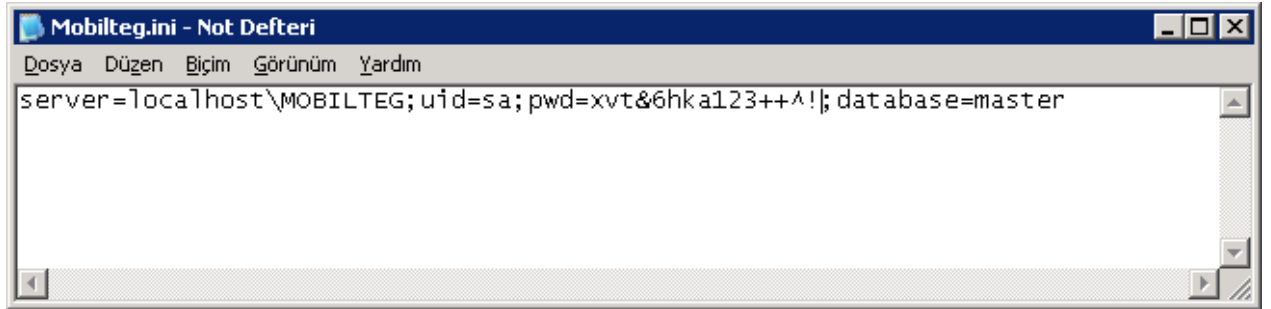 Mobilteg.ini - Not Defteri
Dosya Düzen Biçim Görünüm Yardım
server=localhost\MOBILTEG;uid=sa;pwd=xvt&6hka123++^!;database=master